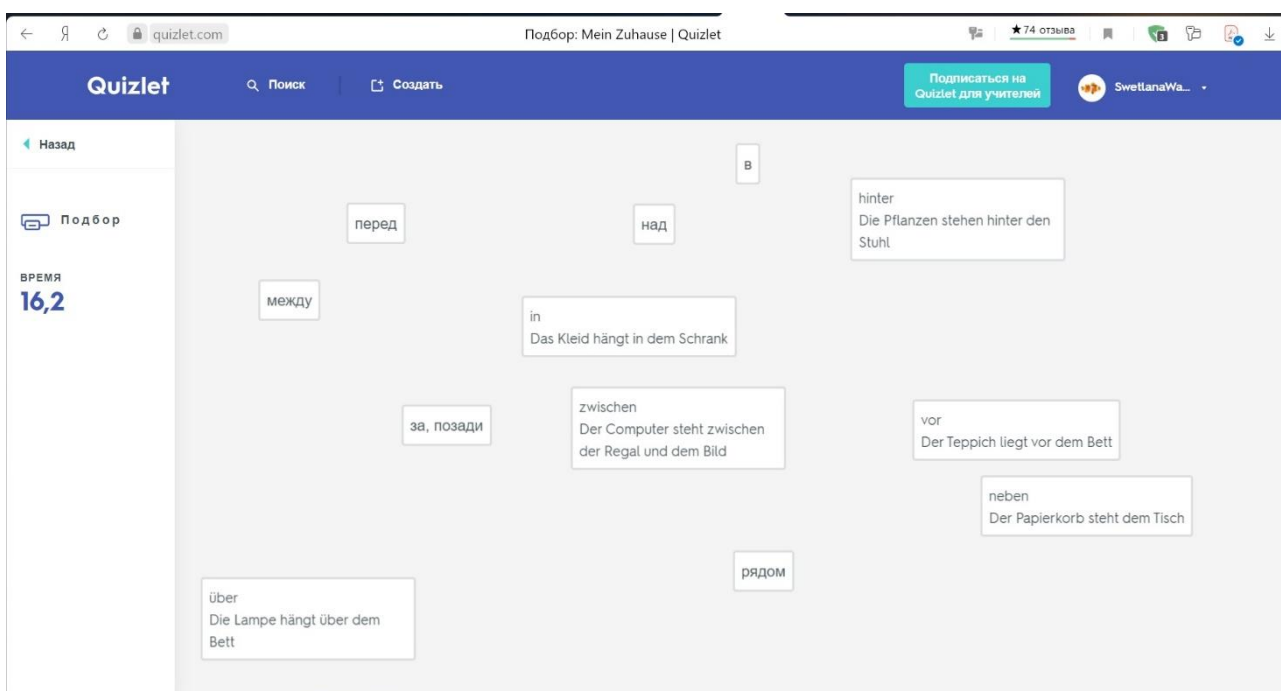 Я quizlet.com Подбор: Mein Zuhause | Quizlet ★74 отзыва 3
Quizlet Поиск Создать Подписаться на
Quizlet для учителей SwetlanaWa...
Назад
Подбор
ВРЕМЯ
16,2
в
перед
над
hinter
Die Pflanzen stehen hinter den
Stuhl
между
in
Das Kleid hängt in dem Schrank
за, позади
zwischen
Der Computer steht zwischen
der Regal und dem Bild
vor
Der Teppich liegt vor dem Bett
neben
Der Papierkorb steht dem Tisch
рядом
über
Die Lampe hängt über dem
Bett